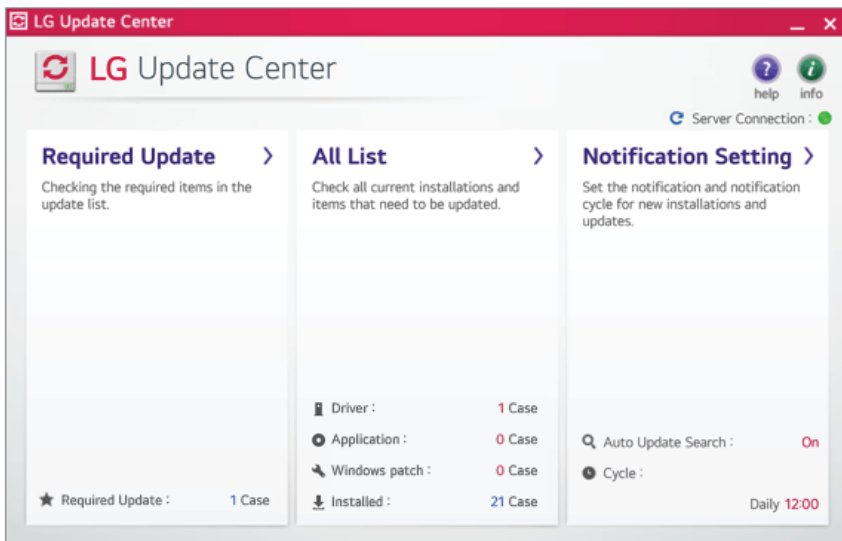 LG Update Center
LG Update Center
? help
i info
Server Connection :
Required Update >
Checking the required items in the
update list.
★ Required Update : 1 Case
All List >
Check all current installations and
items that need to be updated.
Driver : 1 Case
Application : 0 Case
Windows patch : 0 Case
Installed : 21 Case
Notification Setting >
Set the notification and notification
cycle for new installations and
updates.
Auto Update Search : On
Cycle :
Daily 12:00